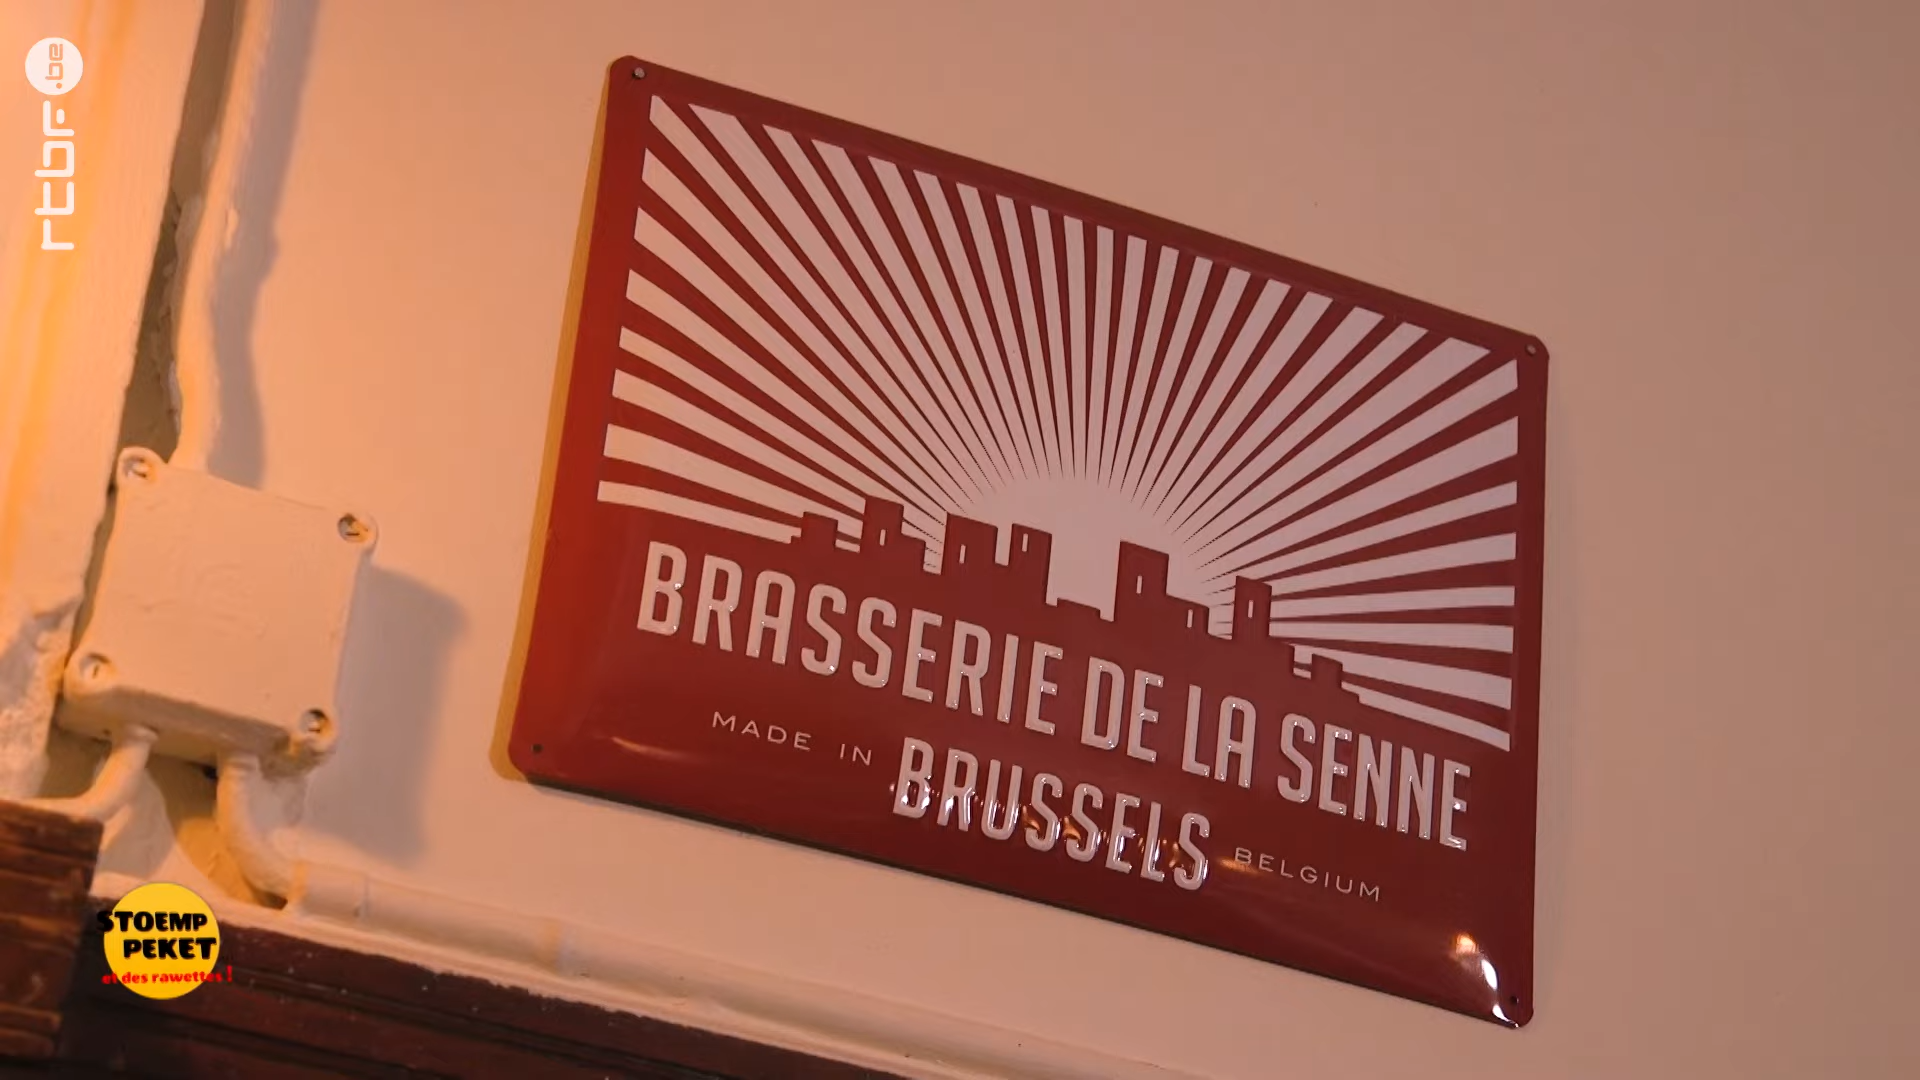 rtbf.be
BRASSERIE DE LA SENNE
MADE IN BRUSSELS BELGIUM
STOEMP
PEKET
et des rawettes !